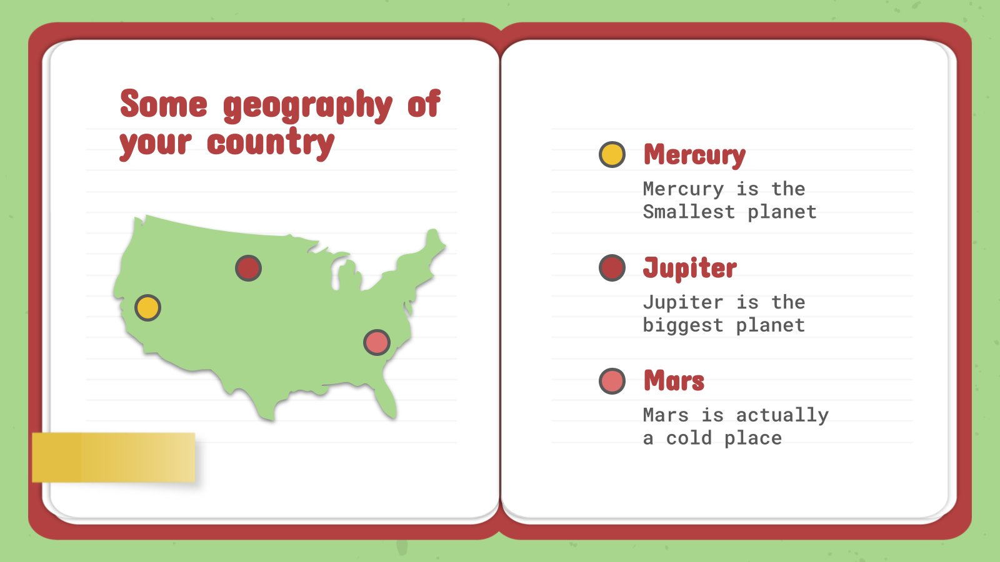 Some geography of
your country
Mercury
Mercury is the
Smallest planet
Jupiter
Jupiter is the
biggest planet
Mars
Mars is actually
a cold place